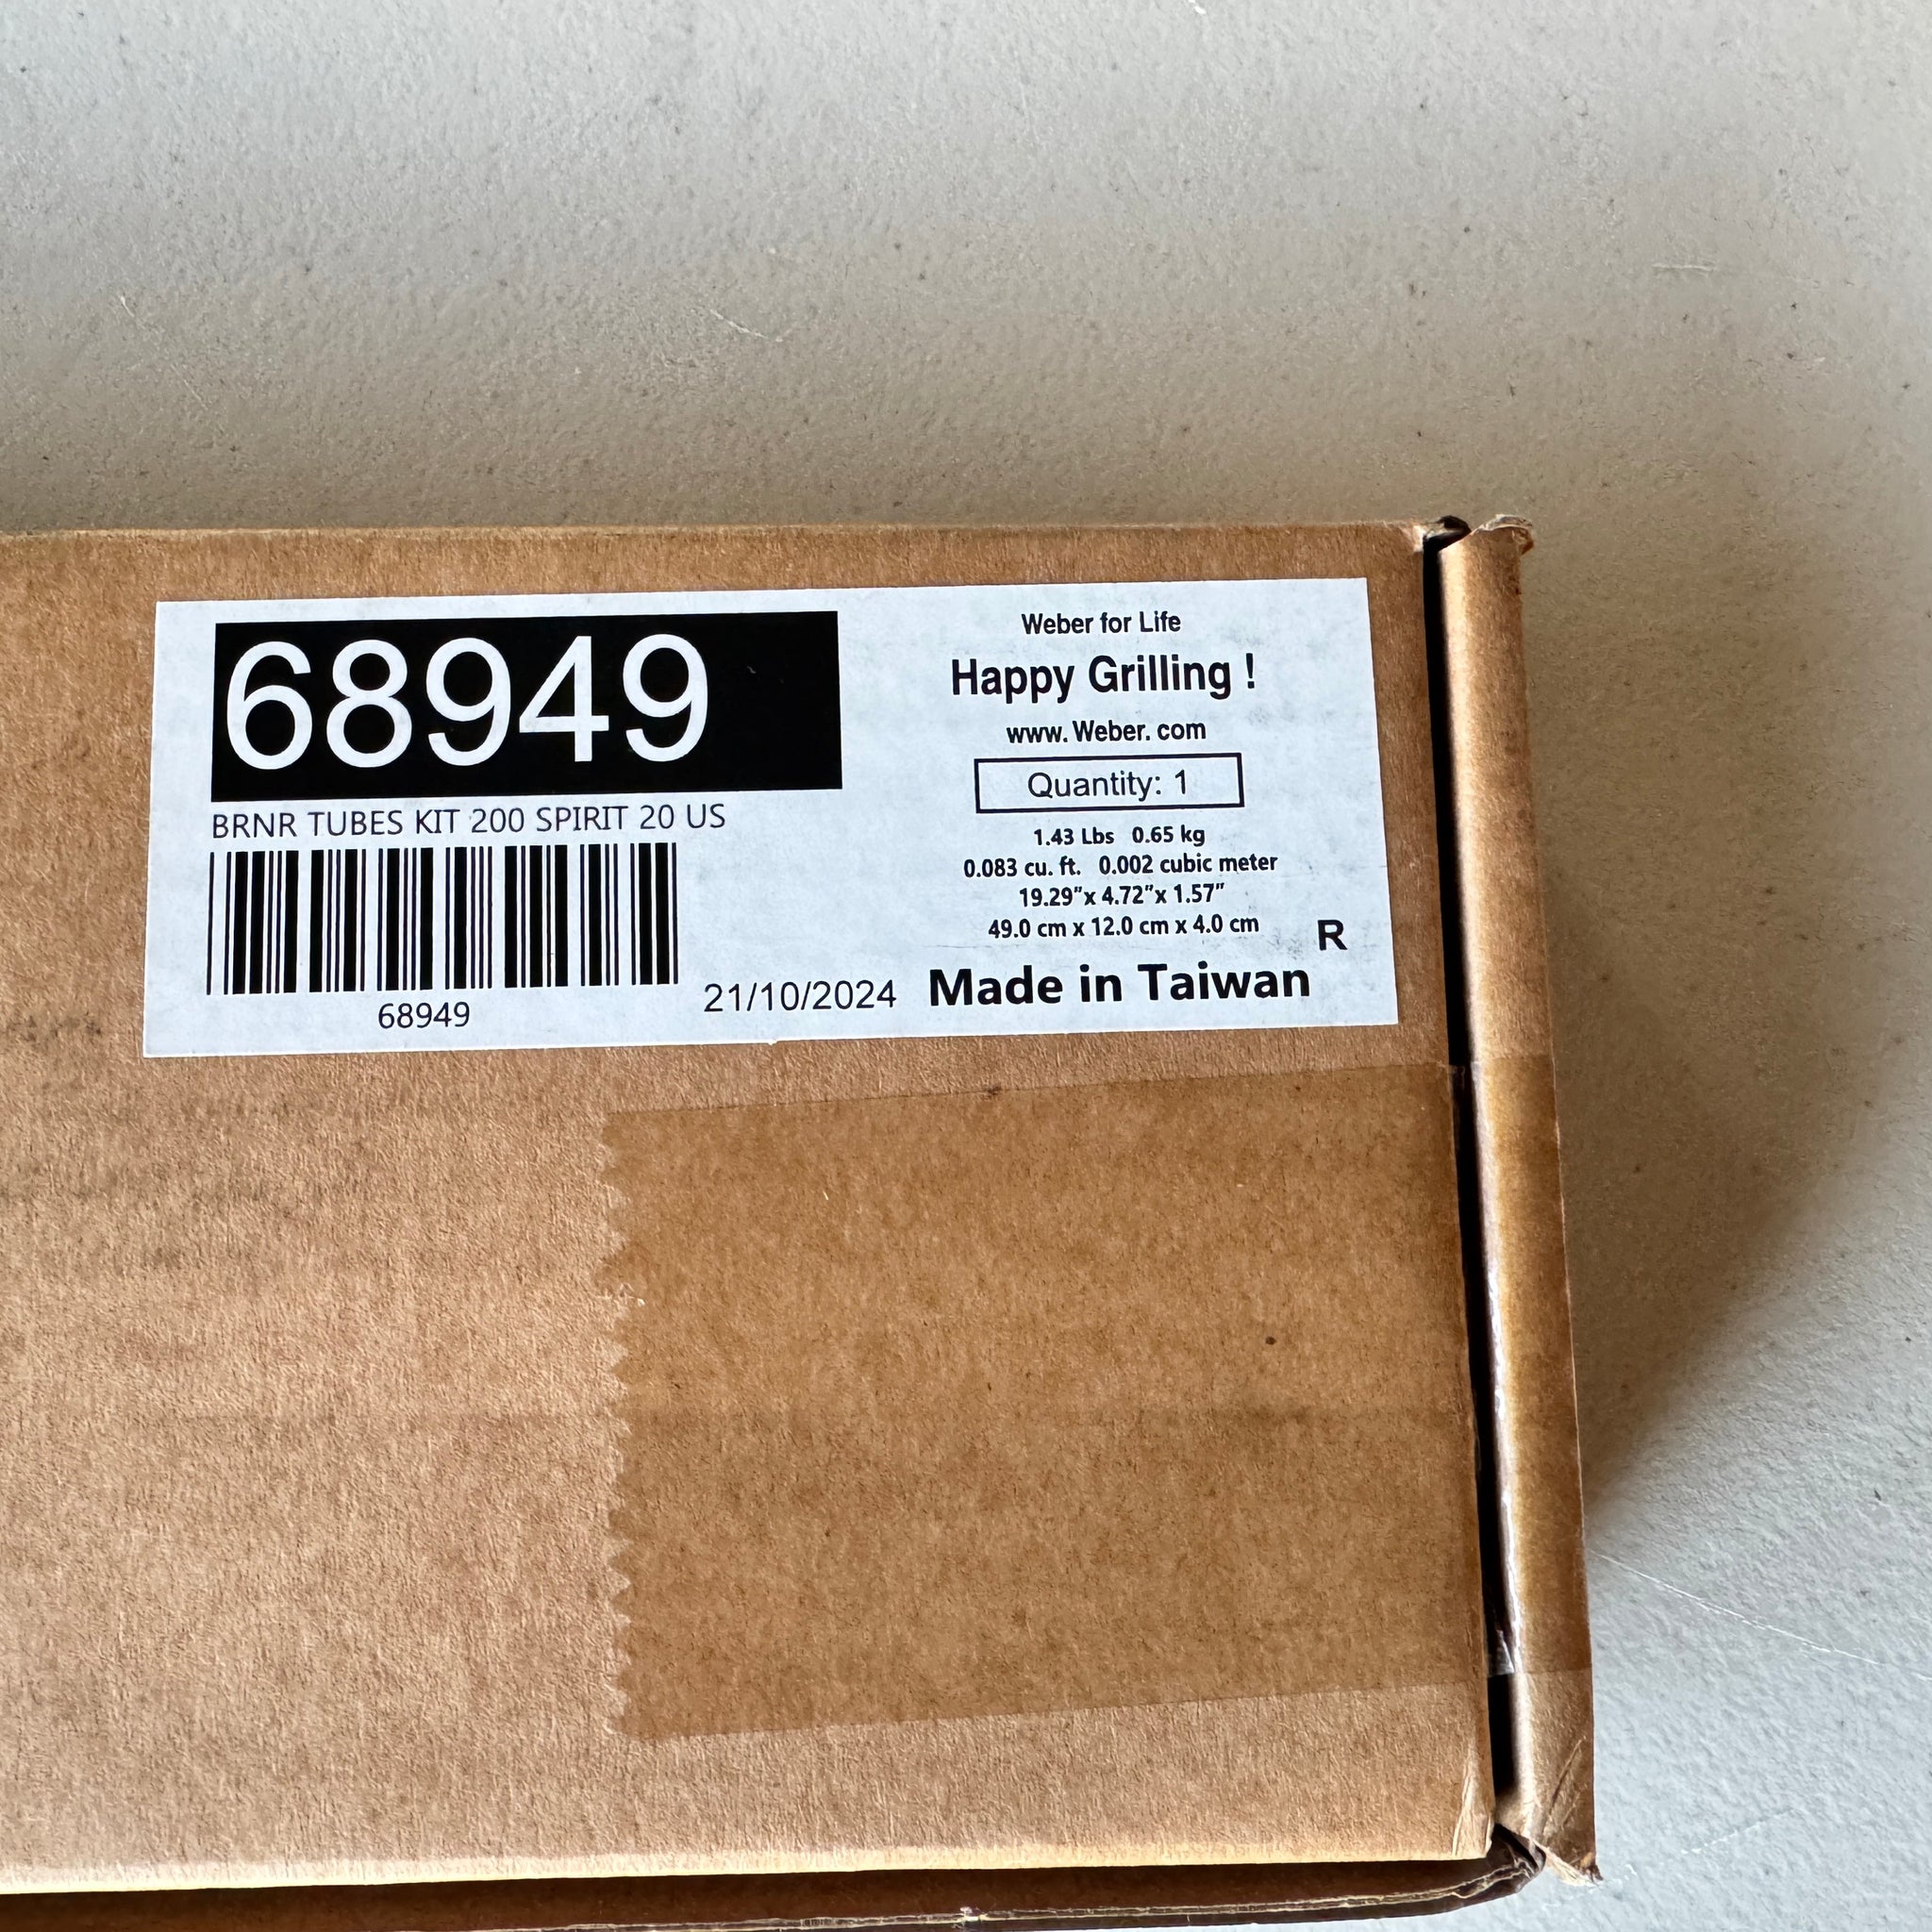 68949
BRNR TUBES KIT 200 SPIRIT 20 US
68949
21/10/2024
Weber for Life
Happy Grilling !
www. Weber. com
Quantity: 1
1.43 Lbs 0.65 kg
0.083 cu. ft. 0.002 cubic meter
19.29”x 4.72”x 1.57”
49.0 cm x 12.0 cm x 4.0 cm
R
Made in Taiwan